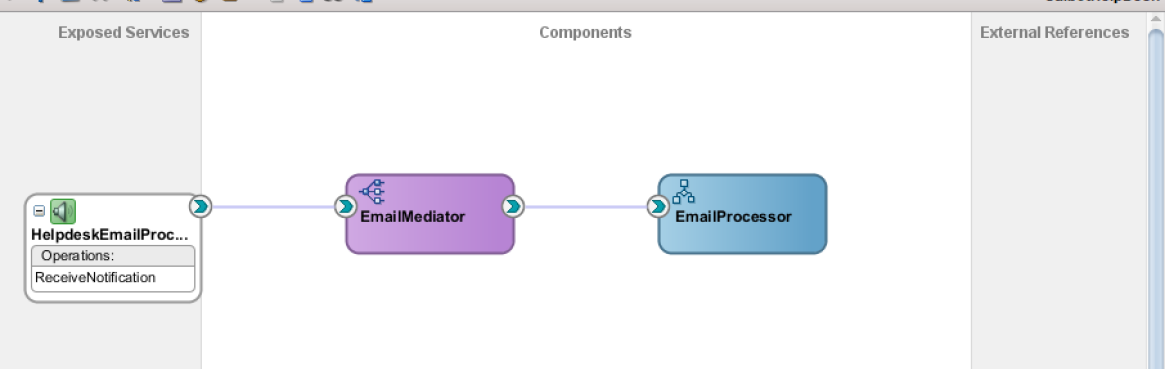 Exposed Services
Components
External References
EmailMediator
EmailProcessor
HelpdeskEmailProc...
Operations:
ReceiveNotification